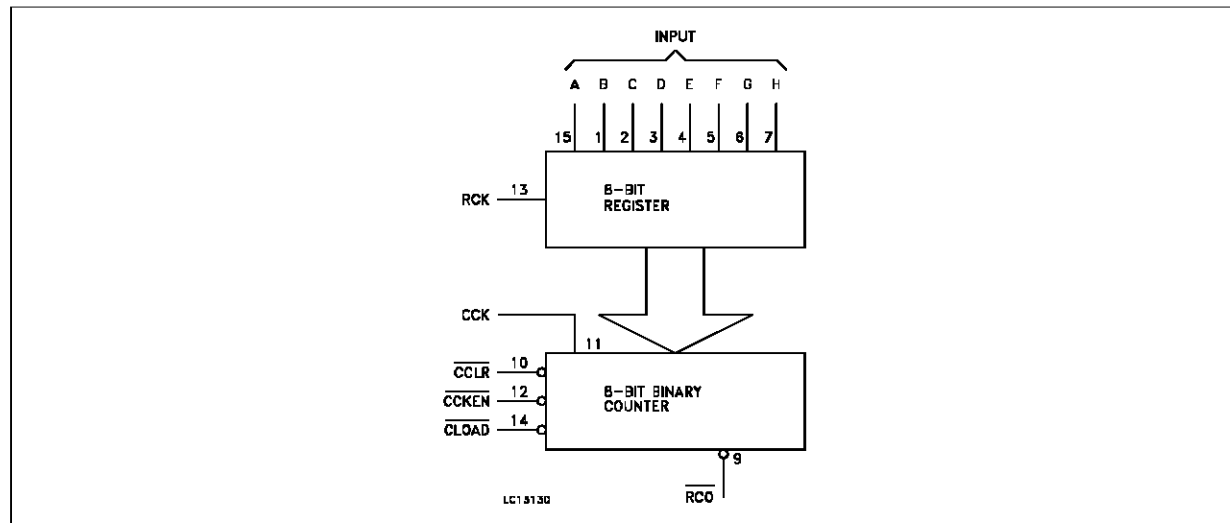 INPUT
A B C D E F G H
15 1 2 3 4 5 6 7
RCK 13
8-BIT
REGISTER
CCK
11
CCLR 10
CCKEN 12
CLOAD 14
8-BIT BINARY
COUNTER
9
RCO
LC13130